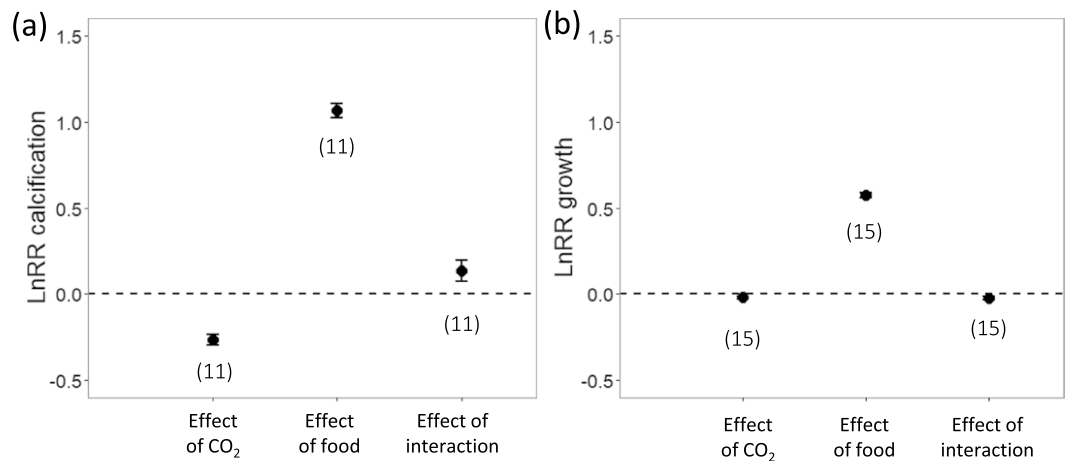 (a)
LnRR calcification
1.5
1.0
0.5
0.0
-0.5
(11)
(11)
(11)
Effect
of CO₂
Effect
of food
Effect of
interaction
(b)
LnRR growth
1.5
1.0
0.5
0.0
-0.5
(15)
(15)
(15)
Effect
of CO₂
Effect
of food
Effect of
interaction